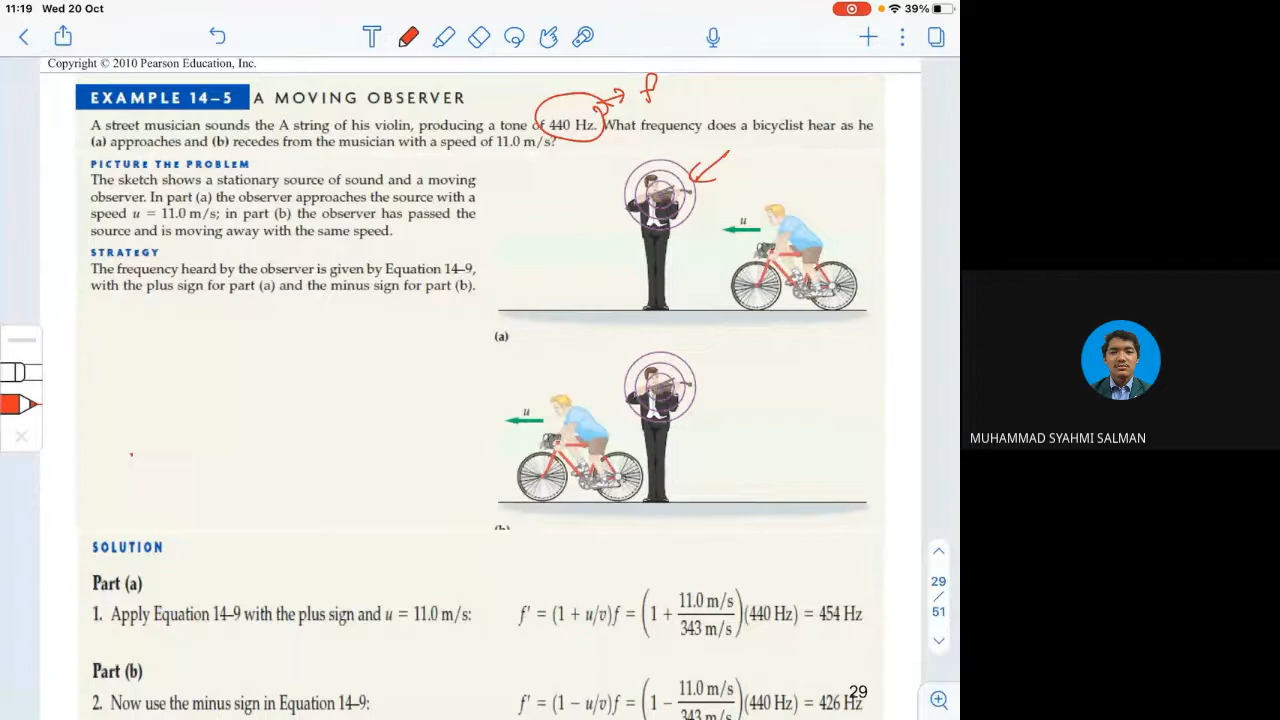 11:19 Wed 20 Oct
39%
Copyright © 2010 Pearson Education, Inc.
EXAMPLE 14–5 A MOVING OBSERVER
f
A street musician sounds the A string of his violin, producing a tone of 440 Hz. What frequency does a bicyclist hear as he
(a) approaches and (b) recedes from the musician with a speed of 11.0 m/s?
PICTURE THE PROBLEM
The sketch shows a stationary source of sound and a moving
observer. In part (a) the observer approaches the source with a
speed u = 11.0 m/s; in part (b) the observer has passed the
source and is moving away with the same speed.
STRATEGY
The frequency heard by the observer is given by Equation 14–9,
with the plus sign for part (a) and the minus sign for part (b).
u
(a)
u
(b)
SOLUTION
Part (a)
1. Apply Equation 14–9 with the plus sign and u = 11.0 m/s: f′ = (1 + u/v)f = (1 + 11.0 m/s / 343 m/s)(440 Hz) = 454 Hz
Part (b)
2. Now use the minus sign in Equation 14–9: f′ = (1 − u/v)f = (1 − 11.0 m/s / 343 m/s)(440 Hz) = 426 Hz
29
29
/
51
MUHAMMAD SYAHMI SALMAN